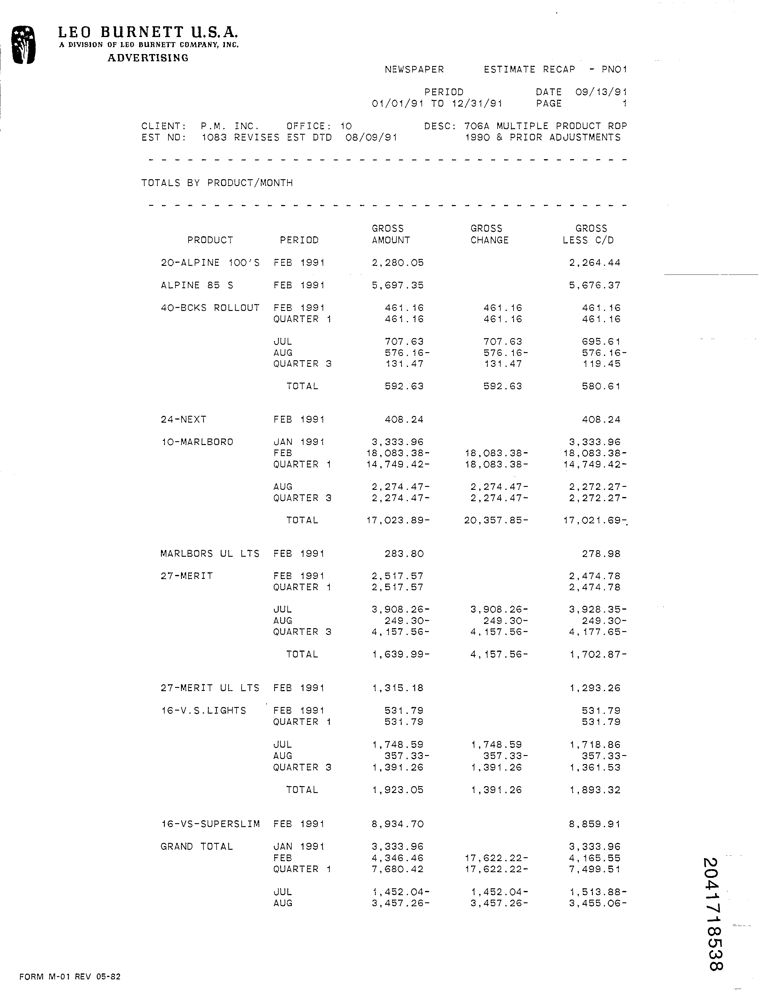 LEO BURNETT U.S.A.
A DIVISION OF LEO BURNETT COMPANY, INC.
ADVERTISING
NEWSPAPER ESTIMATE RECAP - PNO1
PERIOD DATE 09/13/91
01/01/91 TO 12/31/91 PAGE 1
CLIENT: P.M. INC. OFFICE: 10 DESC: 706A MULTIPLE PRODUCT ROP
EST NO: 1083 REVISES EST DTD 08/09/91 1990 & PRIOR ADJUSTMENTS
- - - - - - - - - - - - - - - - - - - - - - - - - - - - - - - - - - - - -
TOTALS BY PRODUCT/MONTH
- - - - - - - - - - - - - - - - - - - - - - - - - - - - - - - - - - - - -
GROSS GROSS GROSS
PRODUCT PERIOD AMOUNT CHANGE LESS C/D
20-ALPINE 100'S FEB 1991 2,280.05 2,264.44
ALPINE 85 S FEB 1991 5,697.35 5,676.37
40-BCKS ROLLOUT FEB 1991 461.16 461.16 461.16
QUARTER 1 461.16 461.16 461.16
JUL 707.63 707.63 695.61
AUG 576.16- 576.16- 576.16-
QUARTER 3 131.47 131.47 119.45
TOTAL 592.63 592.63 580.61
24-NEXT FEB 1991 408.24 408.24
10-MARLBORO JAN 1991 3,333.96 3,333.96
FEB 18,083.38- 18,083.38- 18,083.38-
QUARTER 1 14,749.42- 18,083.38- 14,749.42-
AUG 2,274.47- 2,274.47- 2,272.27-
QUARTER 3 2,274.47- 2,274.47- 2,272.27-
TOTAL 17,023.89- 20,357.85- 17,021.69-
MARLBORS UL LTS FEB 1991 283.80 278.98
27-MERIT FEB 1991 2,517.57 2,474.78
QUARTER 1 2,517.57 2,474.78
JUL 3,908.26- 3,908.26- 3,928.35-
AUG 249.30- 249.30- 249.30-
QUARTER 3 4,157.56- 4,157.56- 4,177.65-
TOTAL 1,639.99- 4,157.56- 1,702.87-
27-MERIT UL LTS FEB 1991 1,315.18 1,293.26
16-V.S.LIGHTS FEB 1991 531.79 531.79
QUARTER 1 531.79 531.79
JUL 1,748.59 1,748.59 1,718.86
AUG 357.33- 357.33- 357.33-
QUARTER 3 1,391.26 1,391.26 1,361.53
TOTAL 1,923.05 1,391.26 1,893.32
16-VS-SUPERSLIM FEB 1991 8,934.70 8,859.91
GRAND TOTAL JAN 1991 3,333.96 3,333.96
FEB 4,346.46 17,622.22- 4,165.55
QUARTER 1 7,680.42 17,622.22- 7,499.51
JUL 1,452.04- 1,452.04- 1,513.88-
AUG 3,457.26- 3,457.26- 3,455.06-
2041718538
FORM M-01 REV 05-82